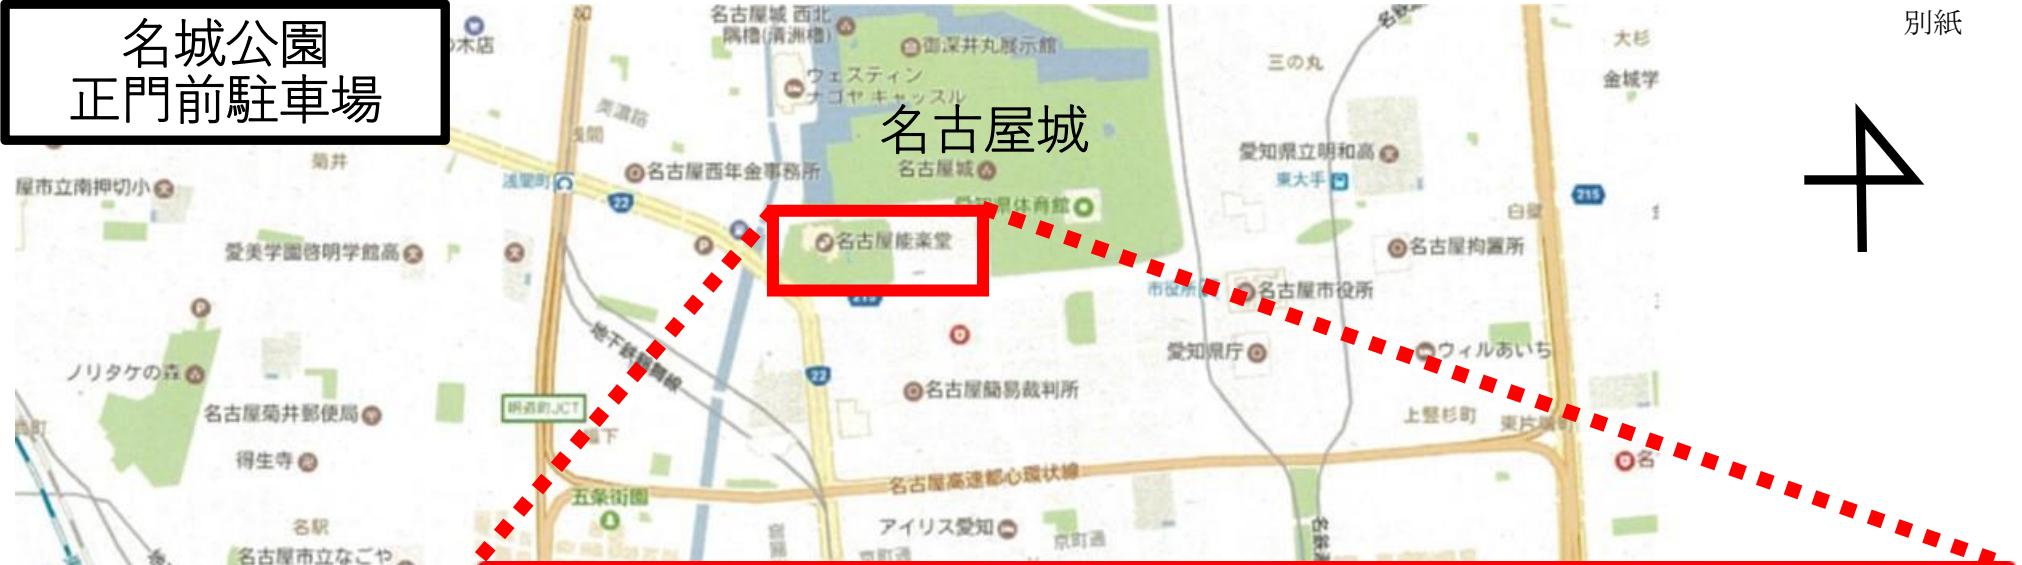 名城公園
正門前駐車場
別紙
名古屋城 西北
隅櫓(清洲櫓)
御深井丸展示館
ウェスティン
ナゴヤ キャッスル
名古屋城
三の丸
大杉
金城学
木店
美濃路
浅間
菊井
屋市立南押切小
浅間町
22
名古屋西年金事務所
名古屋城
愛知県体育館
愛知県立明和高
東大手
215
白壁
愛美学園啓明学館高
名古屋能楽堂
名古屋拘置所
市役所
名古屋市役所
地下鉄鶴舞線
愛知県庁
ウィルあいち
ノリタケの森
22
名古屋簡易裁判所
名古屋菊井郵便局
明道町JCT
上竪杉町
東片端町
幅下
得生寺
名古屋高速都心環状線
名
五条街園
名駅
アイリス愛知
京町通
名古屋市立なごや